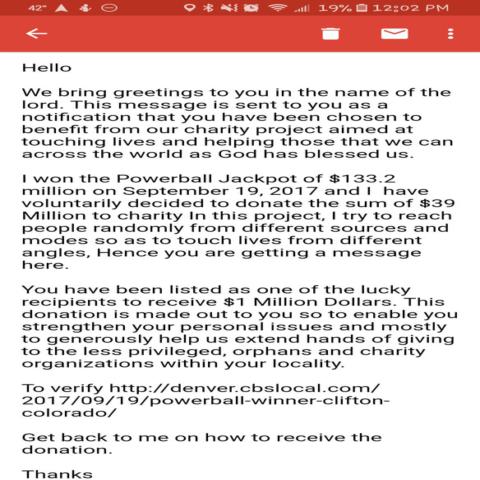 42° 19% 12:02 PM
Hello
We bring greetings to you in the name of the
lord. This message is sent to you as a
notification that you have been chosen to
benefit from our charity project aimed at
touching lives and helping those that we can
across the world as God has blessed us.
I won the Powerball Jackpot of $133.2
million on September 19, 2017 and I  have
voluntarily decided to donate the sum of $39
Million to charity In this project, I try to reach
people randomly from different sources and
modes so as to touch lives from different
angles, Hence you are getting a message
here.
You have been listed as one of the lucky
recipients to receive $1 Million Dollars. This
donation is made out to you so to enable you
strengthen your personal issues and mostly
to generously help us extend hands of giving
to the less privileged, orphans and charity
organizations within your locality.
To verify http://denver.cbslocal.com/
2017/09/19/powerball-winner-clifton-
colorado/
Get back to me on how to receive the
donation.
Thanks